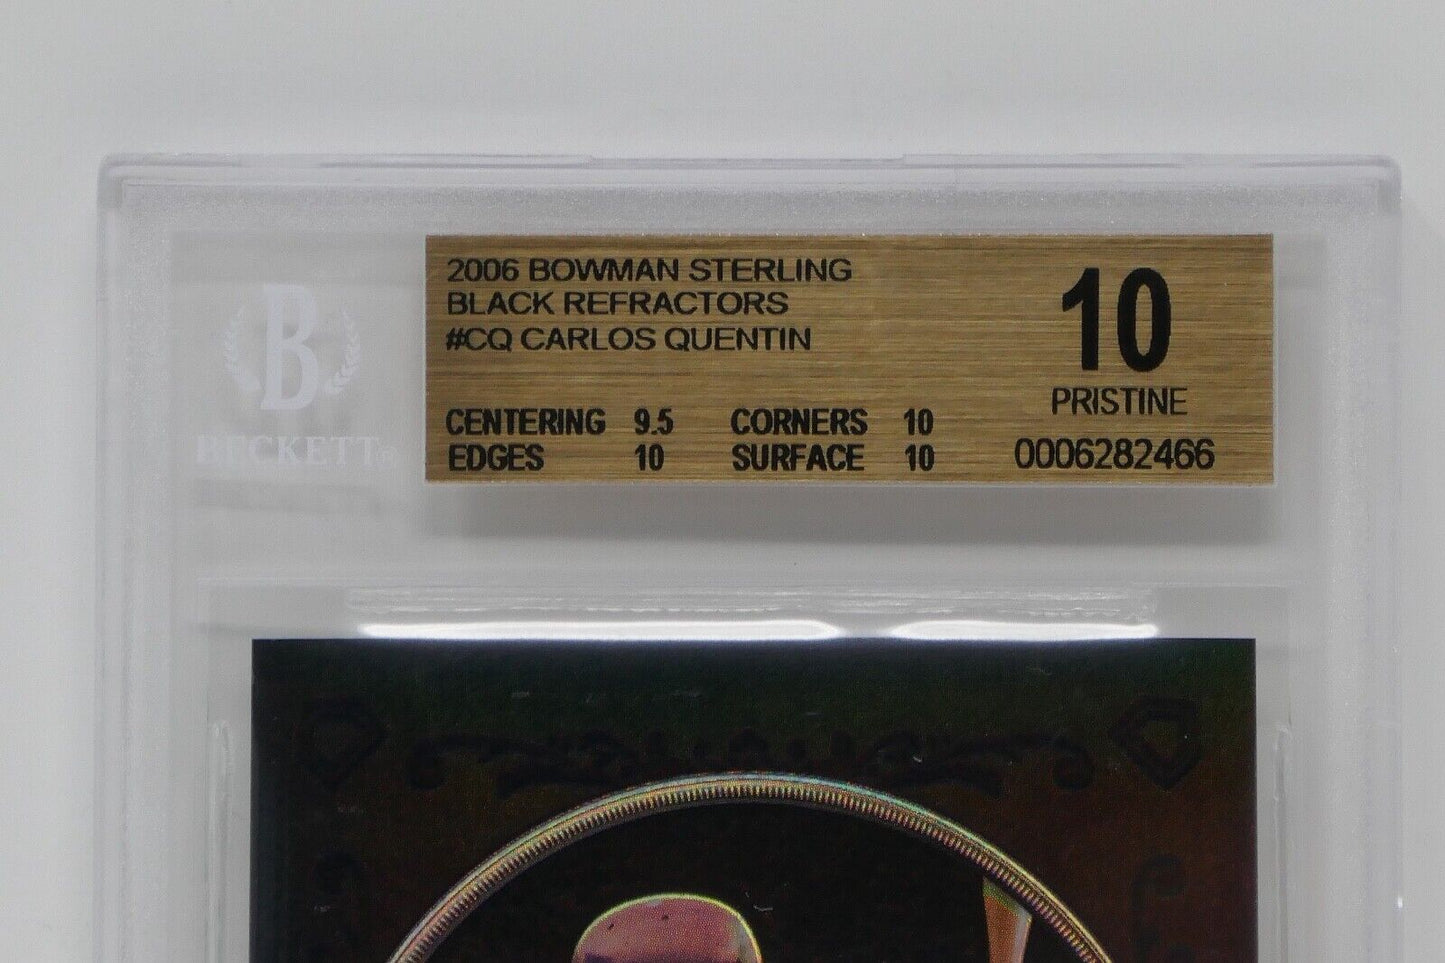 2006 BOWMAN STERLING
BLACK REFRACTORS
#CQ CARLOS QUENTIN
CENTERING 9.5 CORNERS 10
EDGES 10 SURFACE 10
10
PRISTINE
0006282466
B
BECKETT